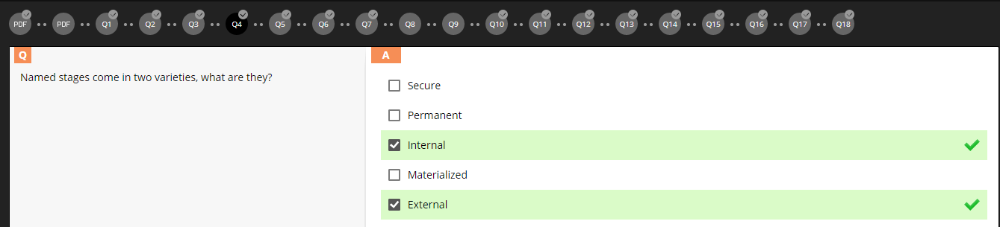 PDF PDF Q1 Q2 Q3 Q4 Q5 Q6 Q7 Q8 Q9 Q10 Q11 Q12 Q13 Q14 Q15 Q16 Q17 Q18
Q
Named stages come in two varieties, what are they?
A
Secure
Permanent
Internal
Materialized
External